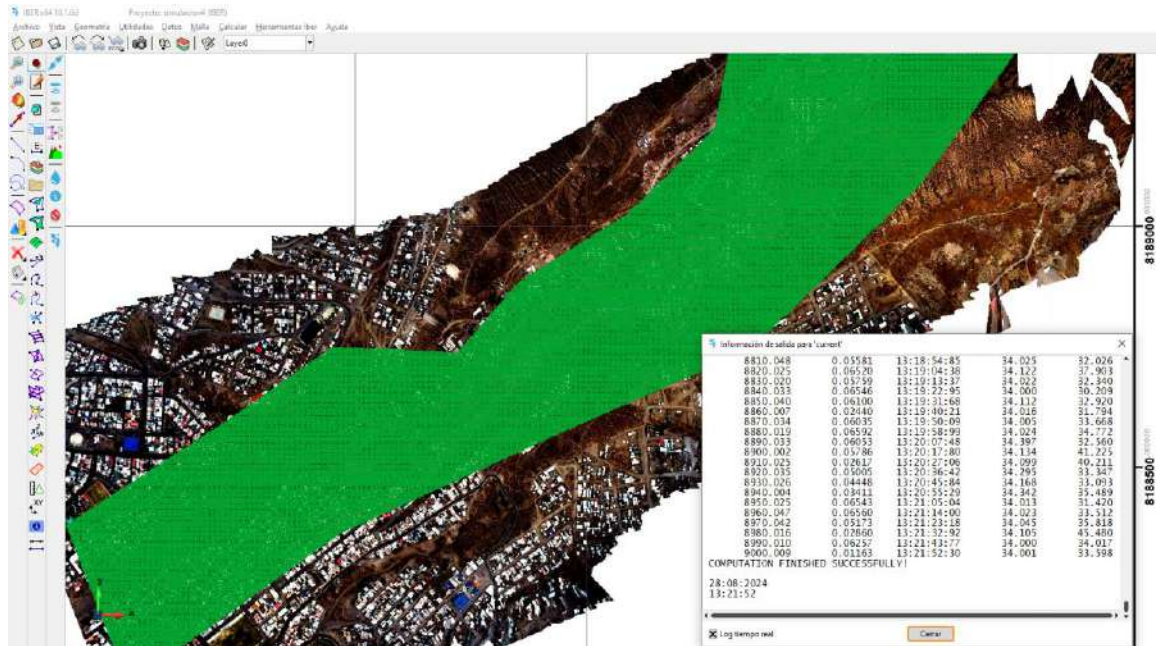 IBER x64 18.1.6d Proyecto: simulacion4 (IBER)
Archivo Vista Geometría Utilidades Datos Malla Calcular Herramientas Iber Ayuda
Layer0
8189000
8188500
Información de salida para 'current'
8810.048 0.05581 13:18:54:85 34.025 32.026
8820.025 0.06520 13:19:04:38 34.122 37.903
8830.020 0.05759 13:19:13:37 34.022 32.340
8840.033 0.06546 13:19:22:95 34.000 30.209
8850.040 0.06100 13:19:31:68 34.112 32.920
8860.007 0.02440 13:19:40:21 34.016 31.794
8870.034 0.06035 13:19:50:09 34.005 33.668
8880.019 0.06592 13:19:58:99 34.024 34.772
8890.033 0.06053 13:20:07:48 34.397 32.560
8900.002 0.05786 13:20:17:80 34.134 41.225
8910.025 0.02617 13:20:27:06 34.099 40.211
8920.035 0.05005 13:20:36:42 34.295 33.347
8930.026 0.04448 13:20:45:84 34.168 33.093
8940.004 0.03411 13:20:55:29 34.342 35.489
8950.025 0.06543 13:21:05:04 34.013 31.420
8960.047 0.06560 13:21:14:00 34.023 33.512
8970.042 0.05173 13:21:23:18 34.045 35.818
8980.016 0.02860 13:21:32:92 34.105 45.480
8990.010 0.06257 13:21:43:77 34.000 34.017
9000.009 0.01163 13:21:52:30 34.001 33.598
COMPUTATION FINISHED SUCCESSFULLY!
28:08:2024
13:21:52
Log tiempo real
Cerrar